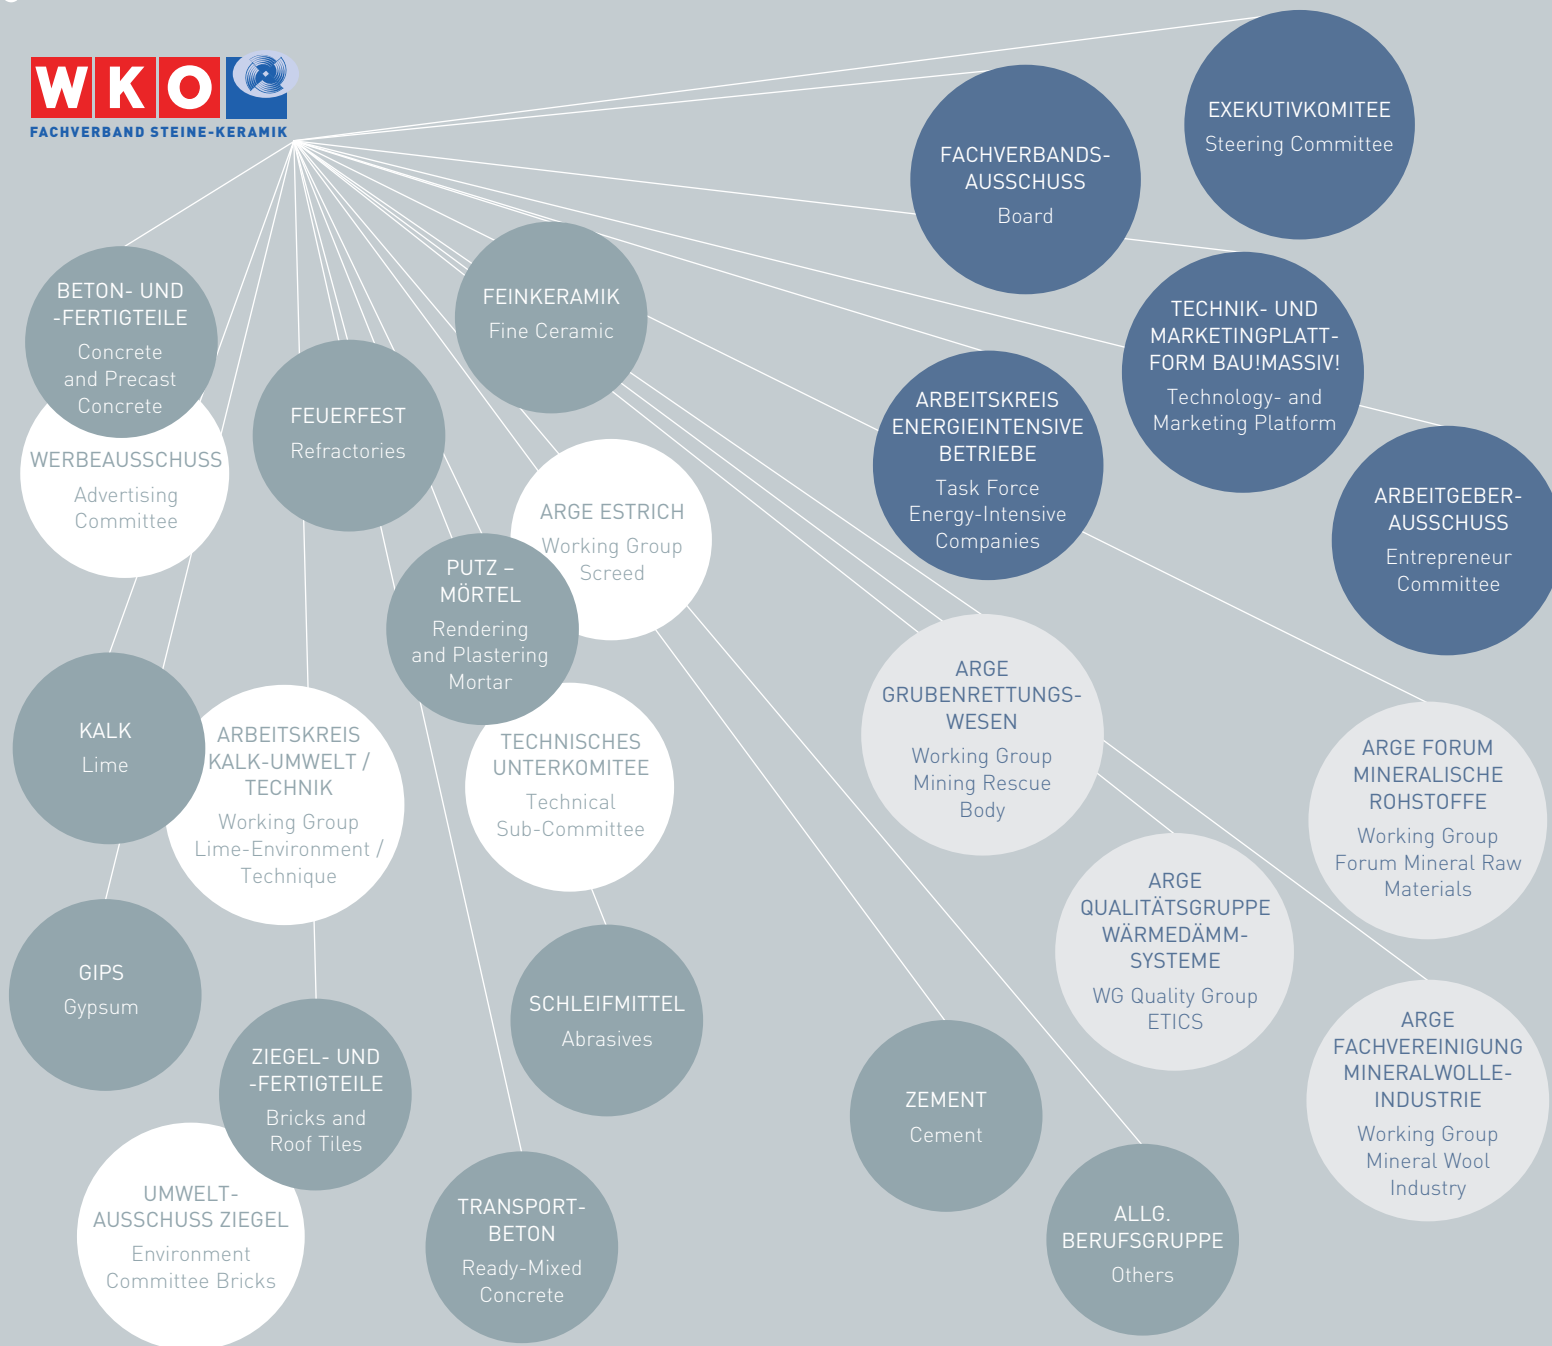 WKO
FACHVERBAND STEINE-KERAMIK
EXEKUTIVKOMITEE
Steering Committee
FACHVERBANDS-
AUSSCHUSS
Board
BETON- UND
-FERTIGTEILE
Concrete
and Precast
Concrete
FEINKERAMIK
Fine Ceramic
TECHNIK- UND
MARKETINGPLATT-
FORM BAU!MASSIV!
Technology- and
Marketing Platform
WERBEAUSSCHUSS
Advertising
Committee
FEUERFEST
Refractories
ARBEITSKREIS
ENERGIEINTENSIVE
BETRIEBE
Task Force
Energy-Intensive
Companies
ARBEITGEBER-
AUSSCHUSS
Entrepreneur
Committee
ARGE ESTRICH
Working Group
Screed
PUTZ –
MÖRTEL
Rendering
and Plastering
Mortar
KALK
Lime
ARBEITSKREIS
KALK-UMWELT /
TECHNIK
Working Group
Lime-Environment /
Technique
TECHNISCHES
UNTERKOMITEE
Technical
Sub-Committee
ARGE
GRUBENRETTUNGS-
WESEN
Working Group
Mining Rescue
Body
ARGE FORUM
MINERALISCHE
ROHSTOFFE
Working Group
Forum Mineral Raw
Materials
ARGE
QUALITÄTSGRUPPE
WÄRMEDÄMM-
SYSTEME
WG Quality Group
ETICS
GIPS
Gypsum
SCHLEIFMITTEL
Abrasives
ZIEGEL- UND
-FERTIGTEILE
Bricks and
Roof Tiles
ARGE
FACHVEREINIGUNG
MINERALWOLLE-
INDUSTRIE
Working Group
Mineral Wool
Industry
ZEMENT
Cement
UMWELT-
AUSSCHUSS ZIEGEL
Environment
Committee Bricks
TRANSPORT-
BETON
Ready-Mixed
Concrete
ALLG.
BERUFSGRUPPE
Others